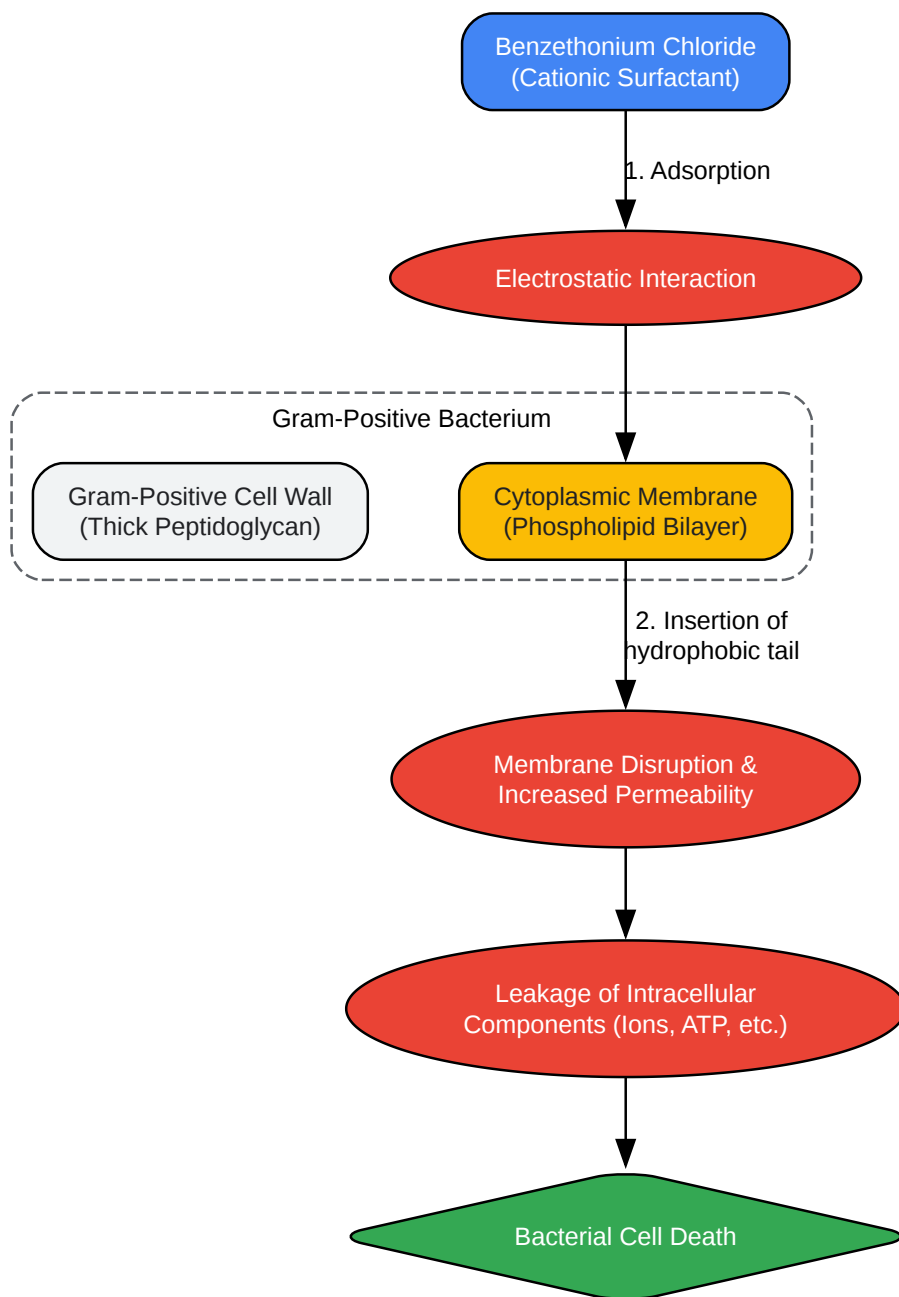 Benzethonium Chloride
(Cationic Surfactant)
1. Adsorption
Electrostatic Interaction
Gram-Positive Bacterium
Gram-Positive Cell Wall
(Thick Peptidoglycan)
Cytoplasmic Membrane
(Phospholipid Bilayer)
2. Insertion of
hydrophobic tail
Membrane Disruption &
Increased Permeability
Leakage of Intracellular
Components (Ions, ATP, etc.)
Bacterial Cell Death